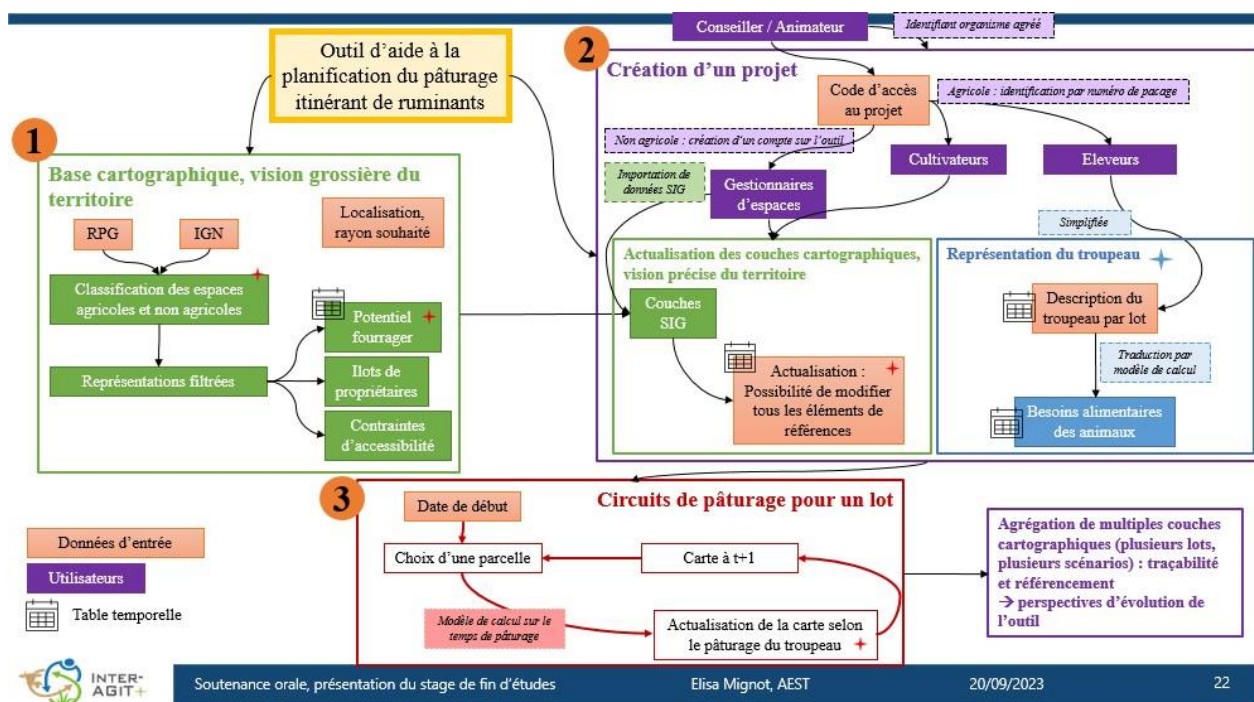 Outil d'aide à la
planification du pâturage
itinérant de ruminants
1
Base cartographique, vision grossière du
territoire
RPG
IGN
Localisation,
rayon souhaité
Classification des espaces
agricoles et non agricoles
Représentations filtrées
Potentiel
fourrager
Ilots de
propriétaires
Contraintes
d'accessibilité
Conseiller / Animateur
Identifiant organisme agréé
2
Création d'un projet
Code d'accès
au projet
Agricole : identification par numéro de pacage
Non agricole : création d'un compte sur l'outil
Importation de
données SIG
Gestionnaires
d'espaces
Cultivateurs
Eleveurs
Simplifiée
Actualisation des couches cartographiques,
vision précise du territoire
Couches
SIG
Actualisation :
Possibilité de modifier
tous les éléments de
références
Représentation du troupeau
Description du
troupeau par lot
Traduction par
modèle de calcul
Besoins alimentaires
des animaux
3
Circuits de pâturage pour un lot
Date de début
Choix d'une parcelle
Carte à t+1
Modèle de calcul sur le
temps de pâturage
Actualisation de la carte selon
le pâturage du troupeau
Agrégation de multiples couches
cartographiques (plusieurs lots,
plusieurs scénarios) : traçabilité
et référencement
→ perspectives d'évolution de
l'outil
Données d'entrée
Utilisateurs
Table temporelle
INTER-
AGIT+
Soutenance orale, présentation du stage de fin d'études
Elisa Mignot, AEST
20/09/2023
22